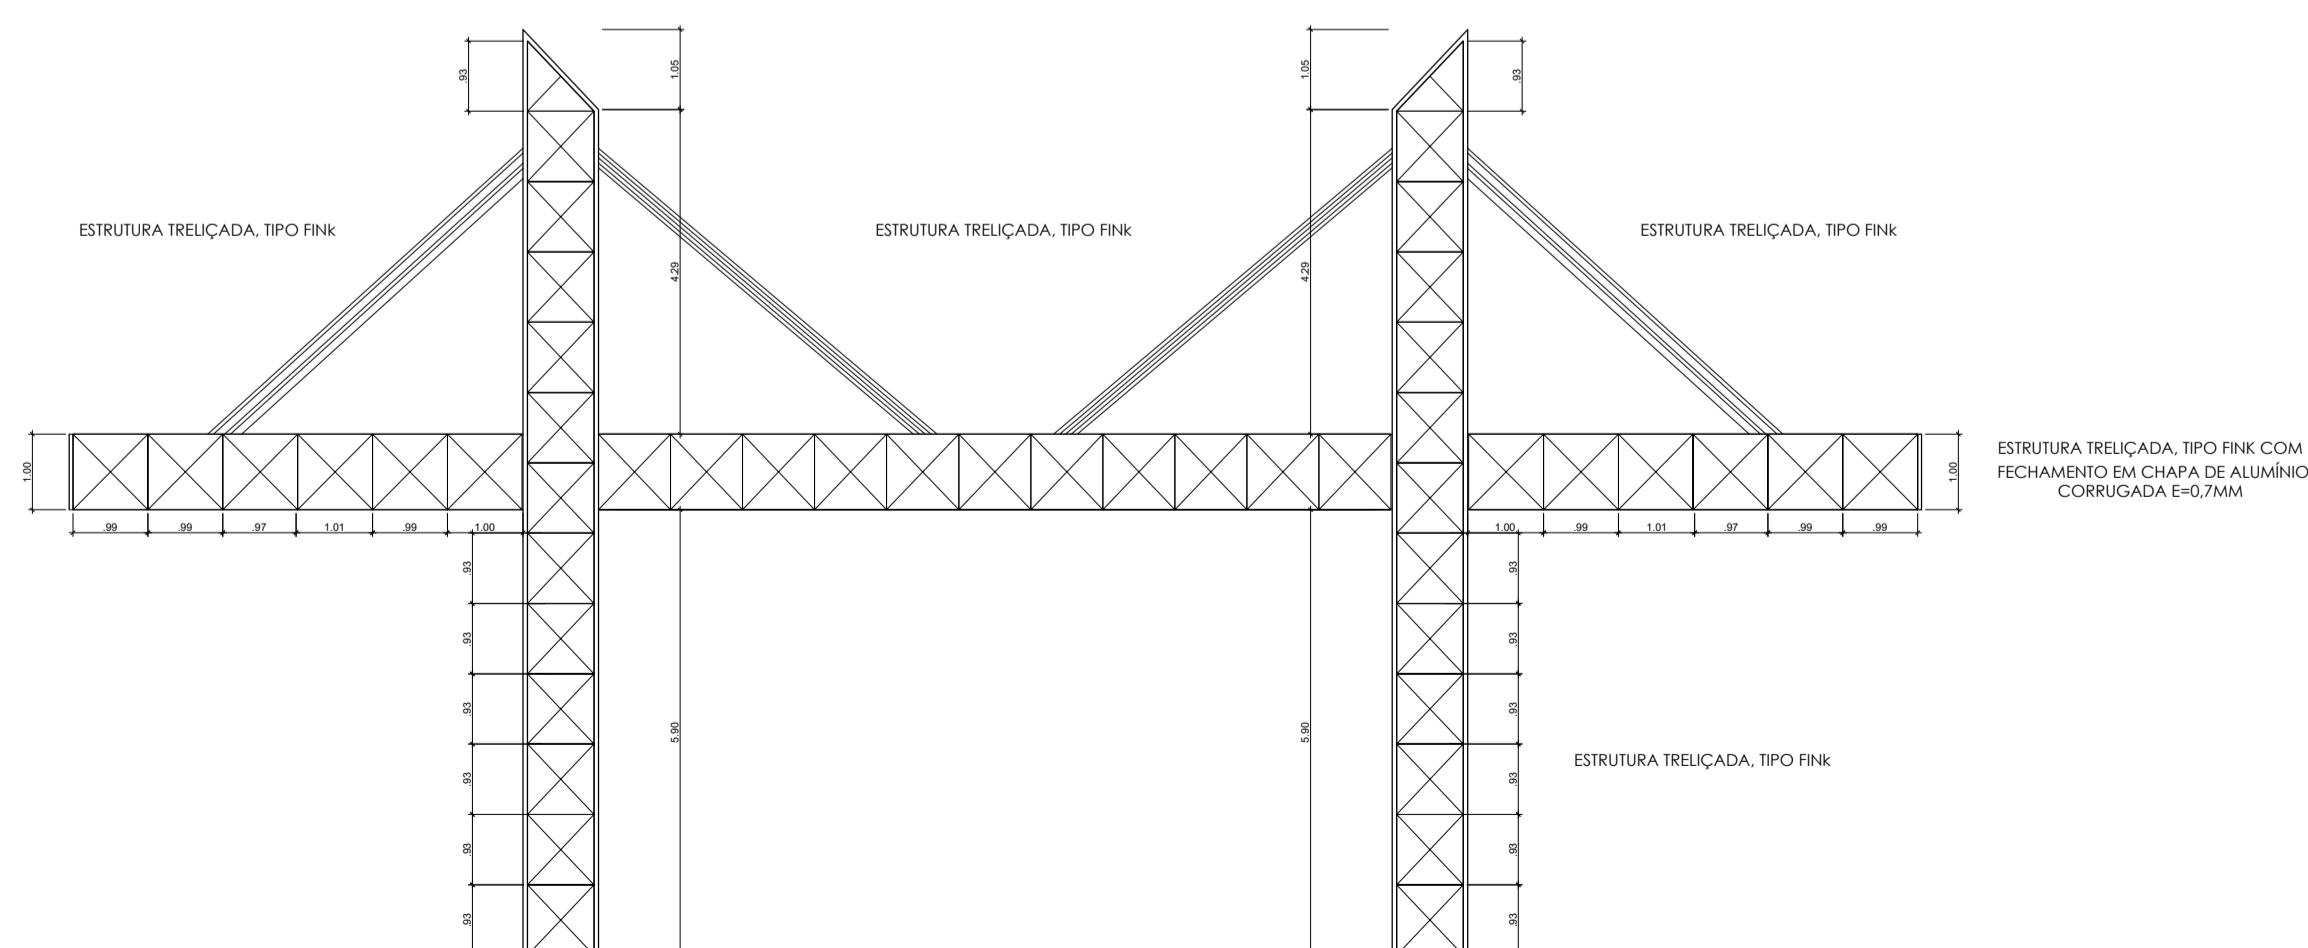 .93
1.05
1.05
.93
ESTRUTURA TRELIÇADA, TIPO FINk
ESTRUTURA TRELIÇADA, TIPO FINk
ESTRUTURA TRELIÇADA, TIPO FINk
4.29
4.29
ESTRUTURA TRELIÇADA, TIPO FINK COM
FECHAMENTO EM CHAPA DE ALUMÍNIO
CORRUGADA E=0,7MM
1.00
1.00
.99 .99 .97 1.01 .99 1.00
1.00 .99 1.01 .97 .99 .99
.93
.93
.93
.93
.93
.93
5.90
5.90
.93
.93
.93
.93
.93
.93
ESTRUTURA TRELIÇADA, TIPO FINk